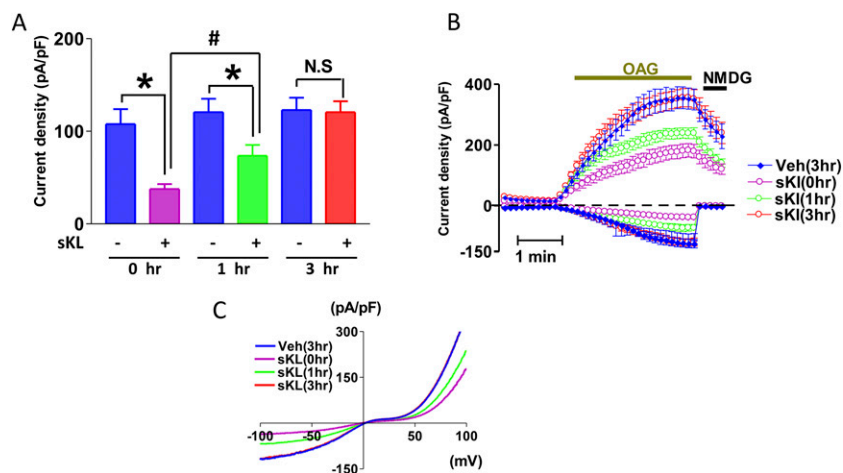 A
Current density (pA/pF)
200
100
0
*
#
*
N.S
sKL - + - + - +
0 hr 1 hr 3 hr
B
Current density (pA/pF)
400
200
0
-150
OAG
NMDG
1 min
Veh(3hr)
sKl(0hr)
sKl(1hr)
sKl(3hr)
C
(pA/pF)
300
150
-150
-100 -50 50 100
(mV)
Veh(3hr)
sKL(0hr)
sKL(1hr)
sKL(3hr)